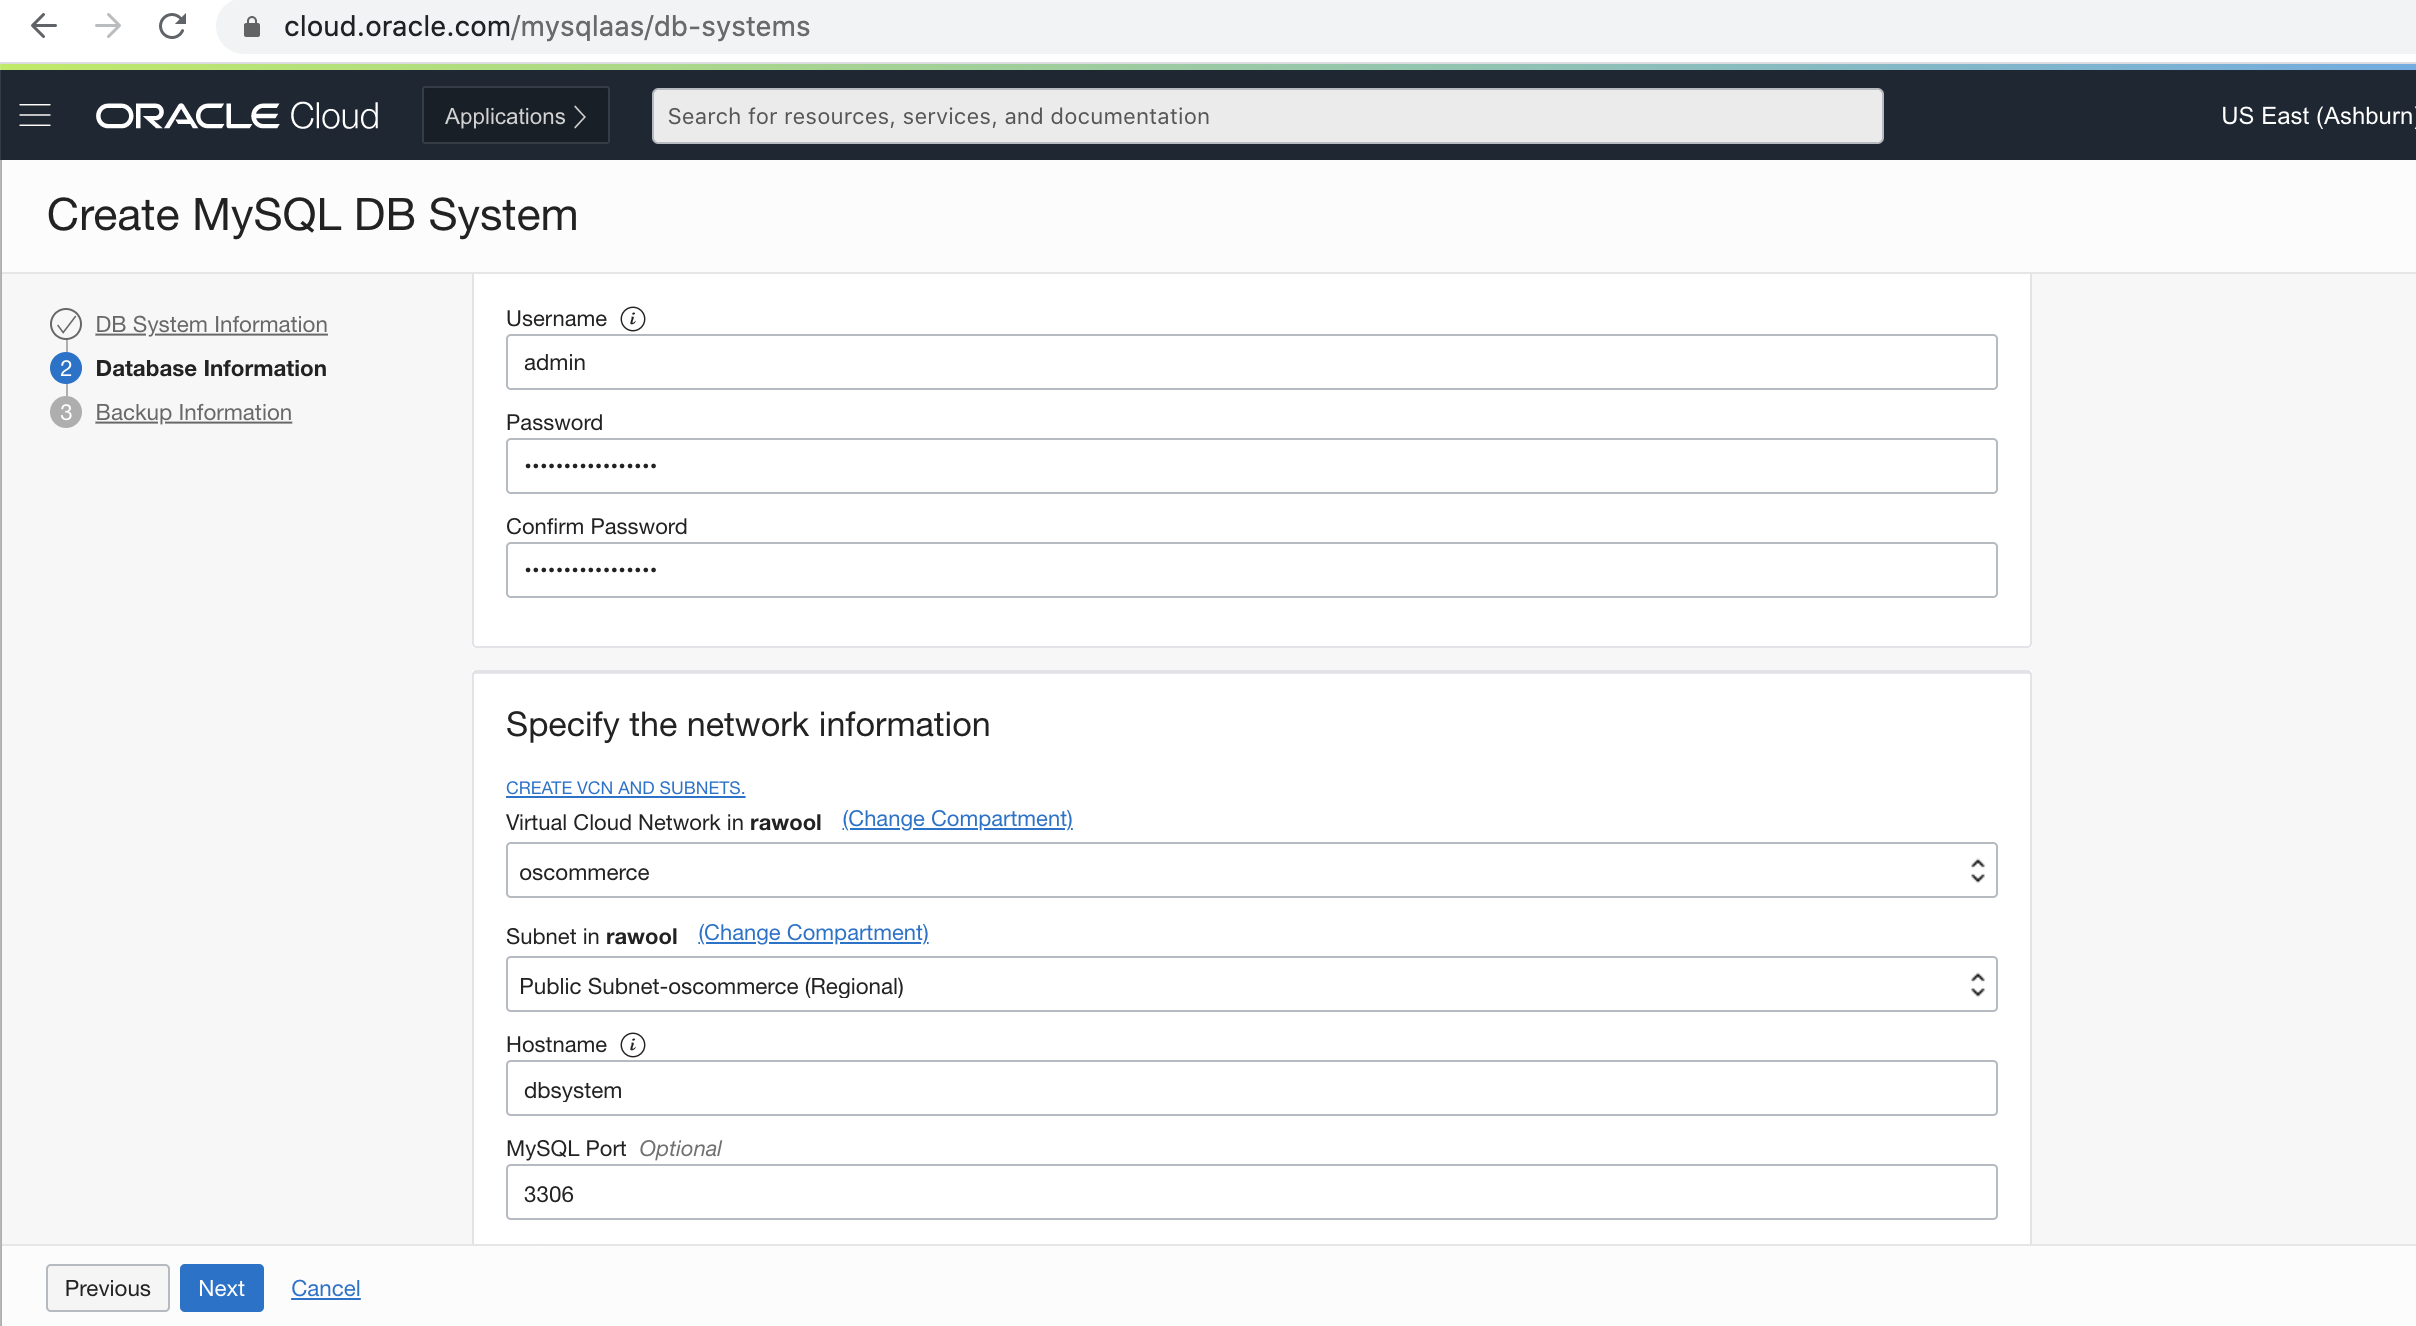 cloud.oracle.com/mysqlaas/db-systems
ORACLE Cloud
Applications
Search for resources, services, and documentation
US East (Ashburn)
Create MySQL DB System
DB System Information
2 Database Information
3 Backup Information
Username i
admin
Password
•••••••••••••••••
Confirm Password
•••••••••••••••••
Specify the network information
CREATE VCN AND SUBNETS.
Virtual Cloud Network in rawool (Change Compartment)
oscommerce
Subnet in rawool (Change Compartment)
Public Subnet-oscommerce (Regional)
Hostname i
dbsystem
MySQL Port Optional
3306
Previous
Next
Cancel